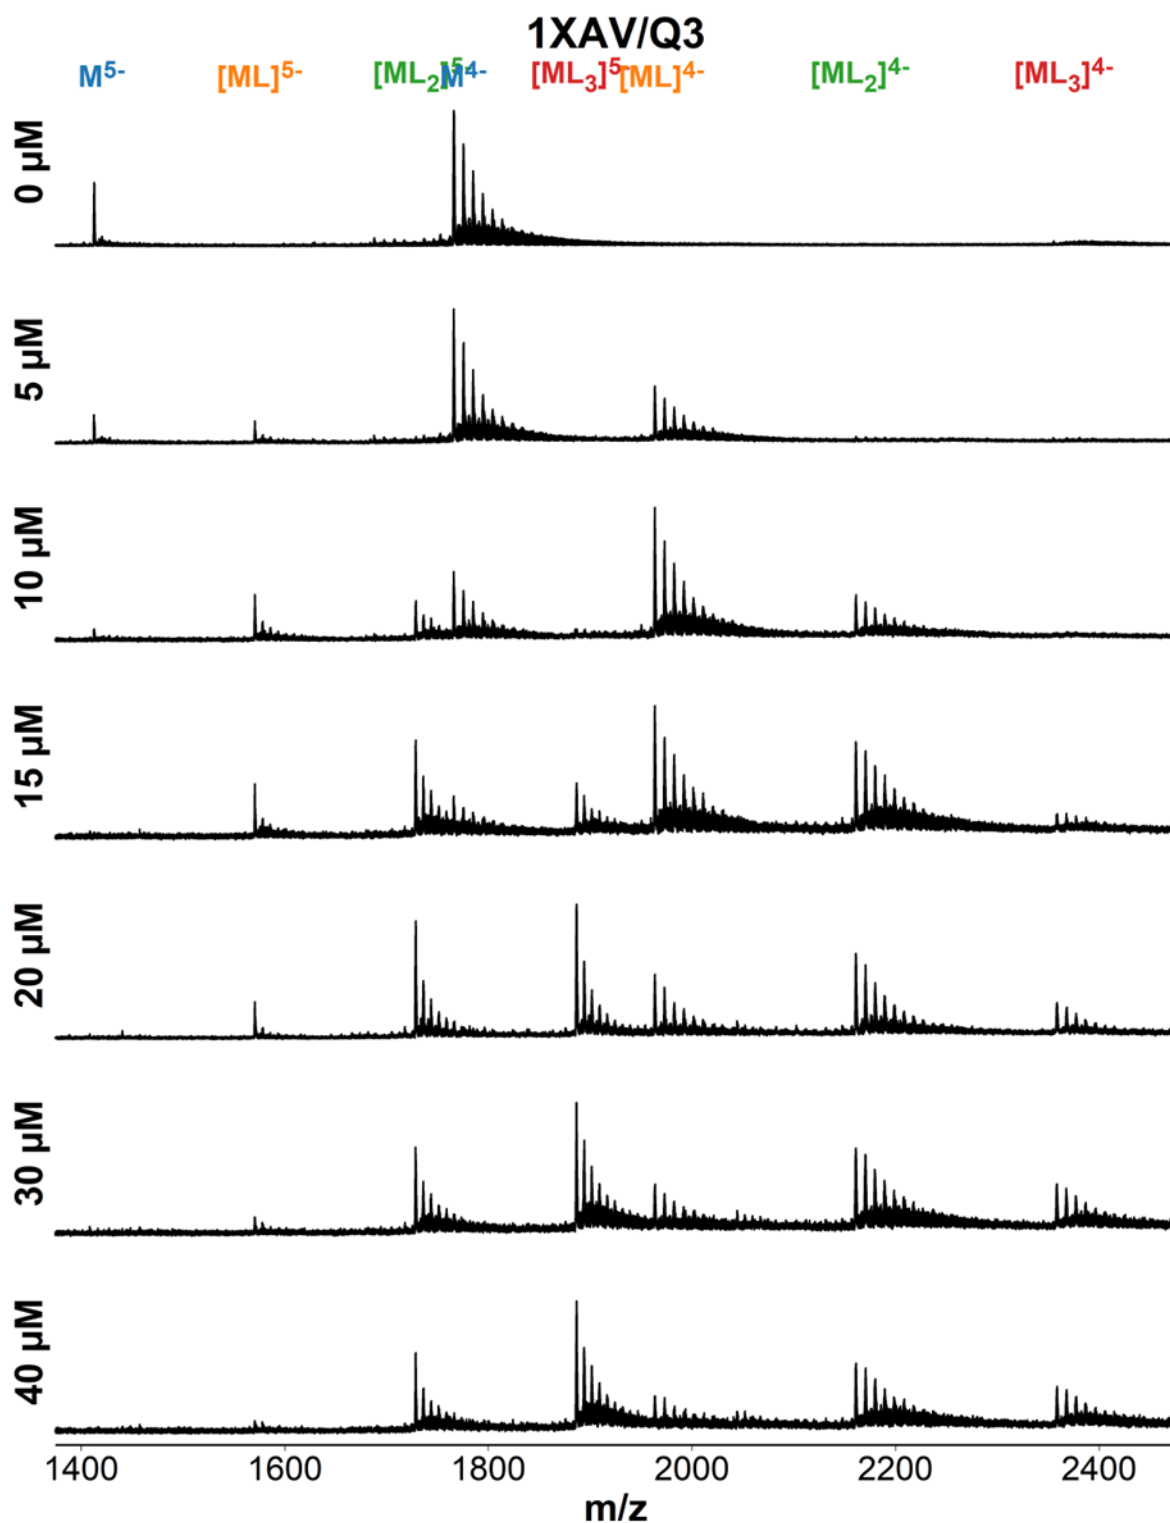 1XAV/Q3
M5- [ML]5- [ML2]5- M4- [ML3]5- [ML]4- [ML2]4- [ML3]4-
0 µM
5 µM
10 µM
15 µM
20 µM
30 µM
40 µM
1400 1600 1800 2000 2200 2400
m/z